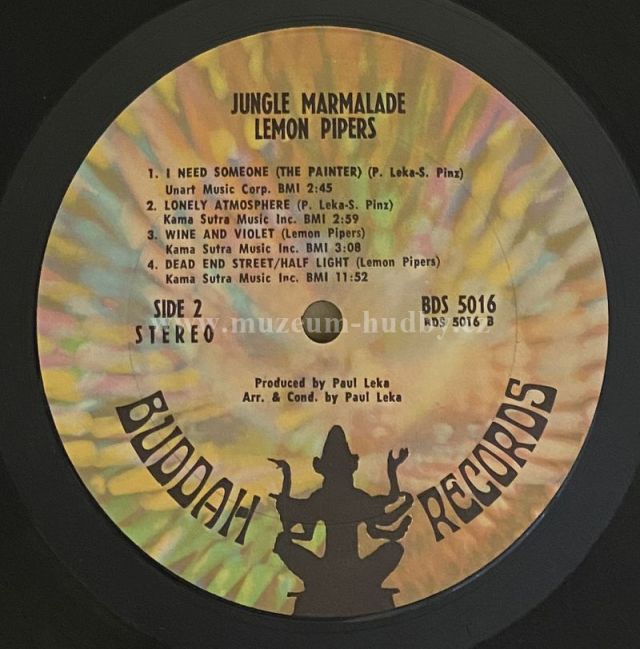 JUNGLE MARMALADE
LEMON PIPERS
1. I NEED SOMEONE (THE PAINTER) (P. Leka-S. Pinz)
Unart Music Corp. BMI 2:45
2. LONELY ATMOSPHERE (P. Leka-S. Pinz)
Kama Sutra Music Inc. BMI 2:59
3. WINE AND VIOLET (Lemon Pipers)
Kama Sutra Music Inc. BMI 3:08
4. DEAD END STREET/HALF LIGHT (Lemon Pipers)
Kama Sutra Music Inc. BMI 11:52
SIDE 2
STEREO
BDS 5016
BDS 5016 B
www.muzeum-hudby.cz
Produced by Paul Leka
Arr. & Cond. by Paul Leka
BUDDAH RECORDS